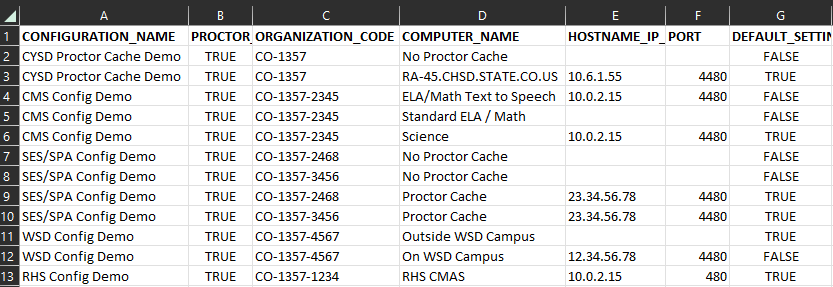 A B C D E F G
1 CONFIGURATION_NAME PROCTOR_ ORGANIZATION_CODE COMPUTER_NAME HOSTNAME_IP_ PORT DEFAULT_SETTIN
2 CYSD Proctor Cache Demo TRUE CO-1357 No Proctor Cache FALSE
3 CYSD Proctor Cache Demo TRUE CO-1357 RA-45.CHSD.STATE.CO.US 10.6.1.55 4480 TRUE
4 CMS Config Demo TRUE CO-1357-2345 ELA/Math Text to Speech 10.0.2.15 4480 FALSE
5 CMS Config Demo TRUE CO-1357-2345 Standard ELA / Math FALSE
6 CMS Config Demo TRUE CO-1357-2345 Science 10.0.2.15 4480 TRUE
7 SES/SPA Config Demo TRUE CO-1357-2468 No Proctor Cache FALSE
8 SES/SPA Config Demo TRUE CO-1357-3456 No Proctor Cache FALSE
9 SES/SPA Config Demo TRUE CO-1357-2468 Proctor Cache 23.34.56.78 4480 TRUE
10 SES/SPA Config Demo TRUE CO-1357-3456 Proctor Cache 23.34.56.78 4480 TRUE
11 WSD Config Demo TRUE CO-1357-4567 Outside WSD Campus TRUE
12 WSD Config Demo TRUE CO-1357-4567 On WSD Campus 12.34.56.78 4480 FALSE
13 RHS Config Demo TRUE CO-1357-1234 RHS CMAS 10.0.2.15 480 TRUE